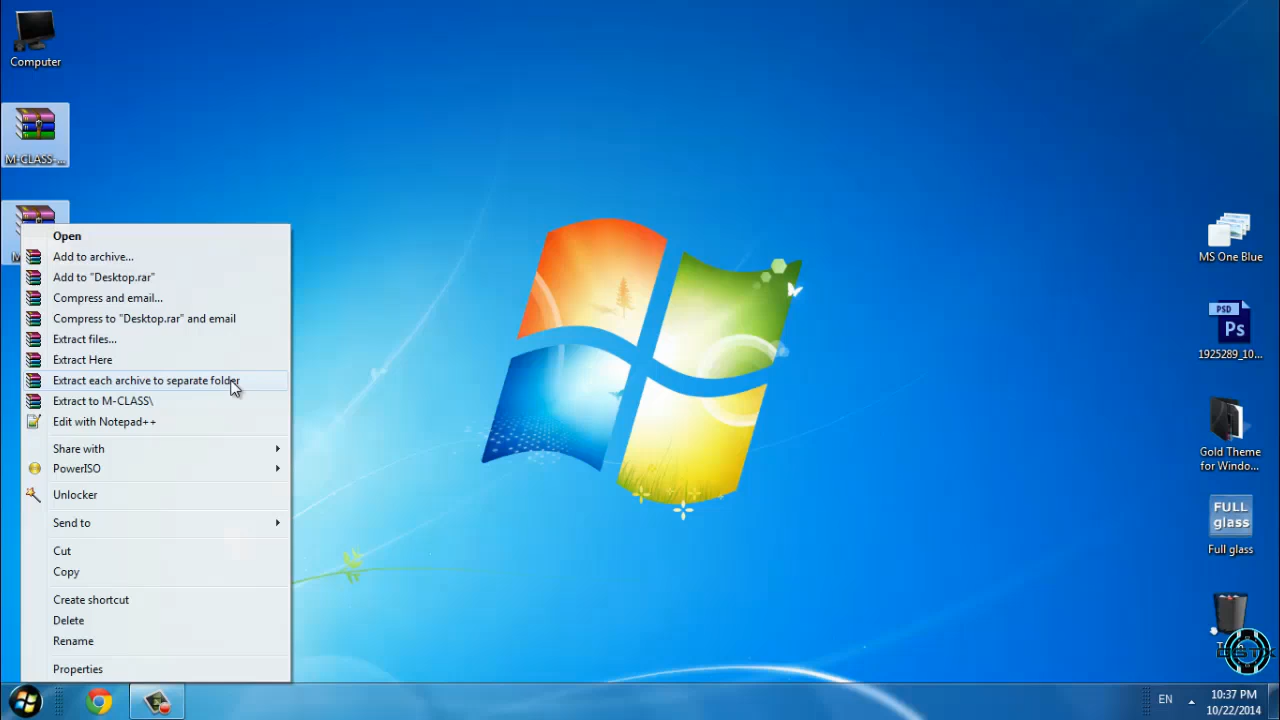 Computer
M-CLASS-...
Open
Add to archive...
Add to "Desktop.rar"
Compress and email...
Compress to "Desktop.rar" and email
Extract files...
Extract Here
Extract each archive to separate folder
Extract to M-CLASS\
Edit with Notepad++
Share with
PowerISO
Unlocker
Send to
Cut
Copy
Create shortcut
Delete
Rename
Properties
MS One Blue
PSD
Ps
1925289_10...
Gold Theme
for Windo...
FULL
glass
Full glass
EN
10:37 PM
10/22/2014